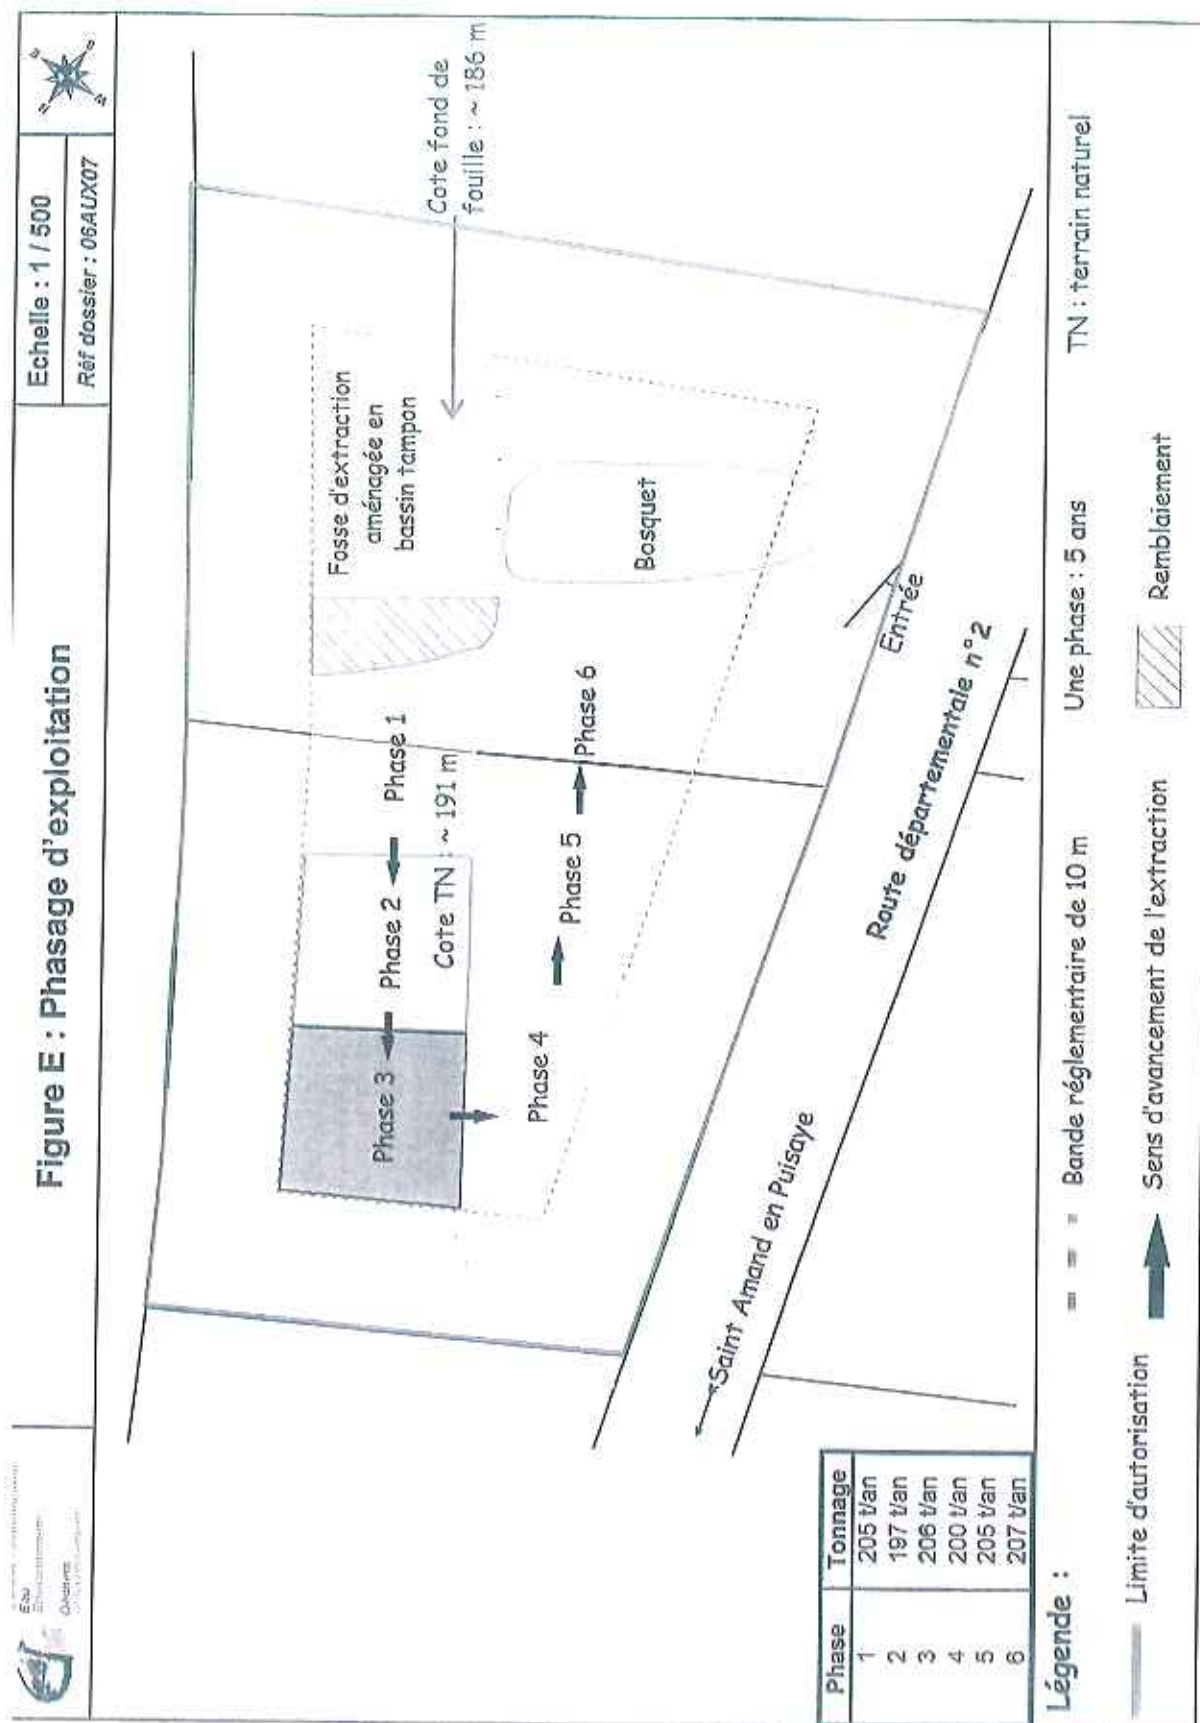 Eau
Figure E : Phasage d'exploitation
Echelle : 1 / 500
Réf dossier : 06AUX07
N
E
S
W
Cote fond de
fouille : ~ 186 m
Fosse d'extraction
aménagée en
bassin tampon
Bosquet
Phase 3
Phase 2
Phase 1
Cote TN : ~ 191 m
Phase 4
Phase 5
Phase 6
Entrée
Saint Amand en Puisaye
Route départementale n°2
Phase Tonnage
1 205 t/an
2 197 t/an
3 206 t/an
4 200 t/an
5 205 t/an
6 207 t/an
Légende :
Bande réglementaire de 10 m
Une phase : 5 ans
TN : terrain naturel
Limite d'autorisation
Sens d'avancement de l'extraction
Remblaiement